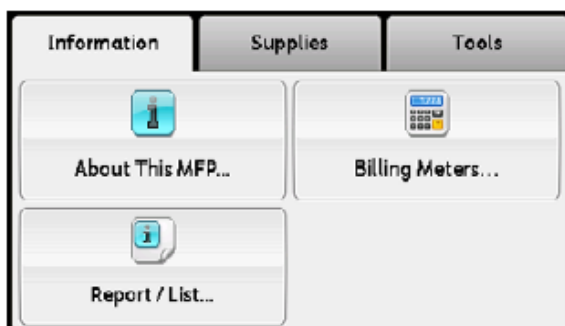 Information
Supplies
Tools
About This MFP...
Billing Meters...
Report / List...